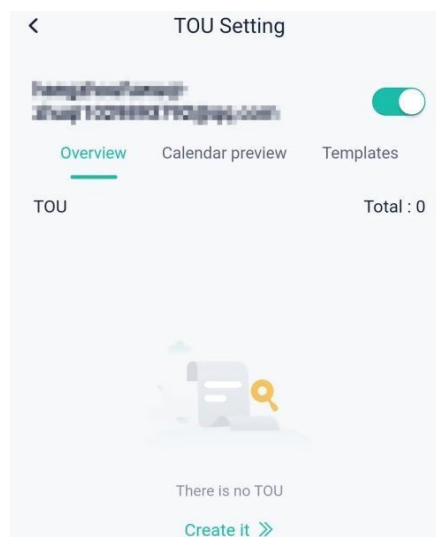 TOU Setting
Overview Calendar preview Templates
TOU Total : 0
There is no TOU
Create it